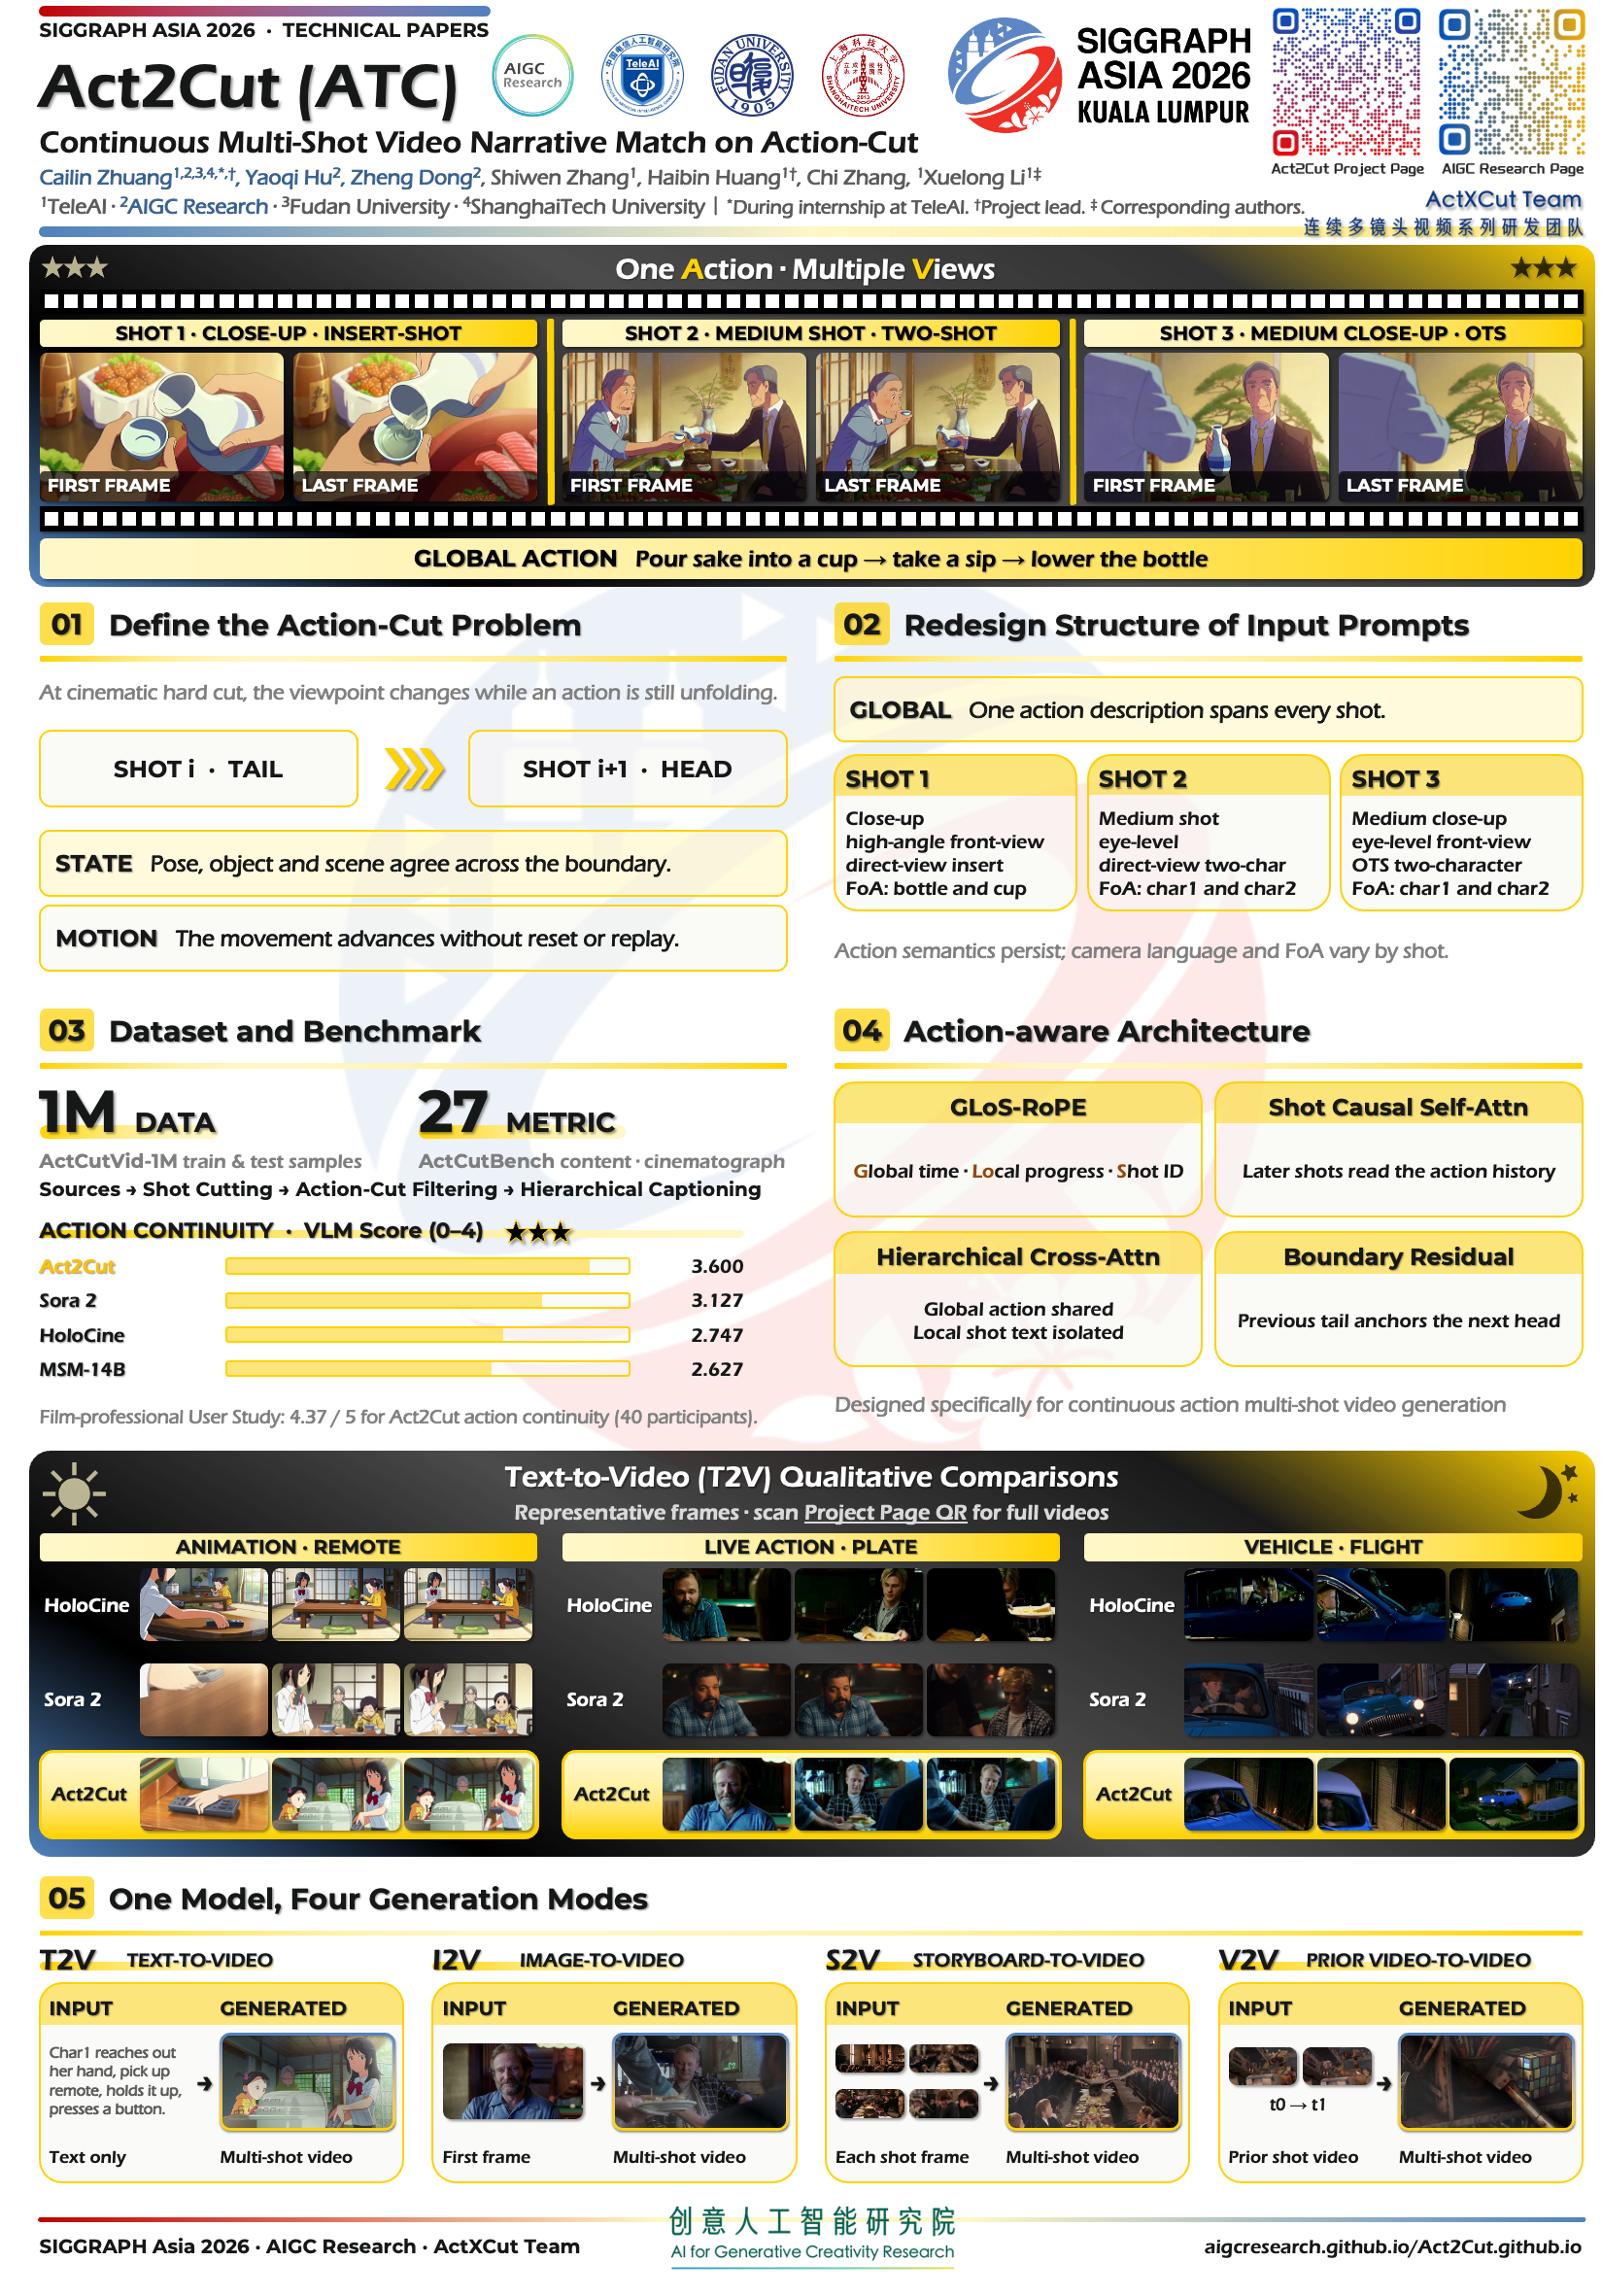 SIGGRAPH ASIA 2026 · TECHNICAL PAPERS
Act2Cut (ATC)
AIGC
Research
TeleAI
FUDAN UNIVERSITY
1905
上海科技大学
SHANGHAITECH UNIVERSITY
2013
SIGGRAPH
ASIA 2026
KUALA LUMPUR
Act2Cut Project Page
AIGC Research Page
Continuous Multi-Shot Video Narrative Match on Action-Cut
Cailin Zhuang1,2,3,4,*,†, Yaoqi Hu2, Zheng Dong2, Shiwen Zhang1, Haibin Huang1†, Chi Zhang, 1Xuelong Li1‡
1TeleAI · 2AIGC Research · 3Fudan University · 4ShanghaiTech University | *During internship at TeleAI. †Project lead. ‡Corresponding authors.
ActXCut Team
连续多镜头视频系列研发团队
One Action · Multiple Views
SHOT 1 · CLOSE-UP · INSERT-SHOT
SHOT 2 · MEDIUM SHOT · TWO-SHOT
SHOT 3 · MEDIUM CLOSE-UP · OTS
FIRST FRAME
LAST FRAME
FIRST FRAME
LAST FRAME
FIRST FRAME
LAST FRAME
GLOBAL ACTION Pour sake into a cup → take a sip → lower the bottle
01 Define the Action-Cut Problem
At cinematic hard cut, the viewpoint changes while an action is still unfolding.
SHOT i · TAIL
SHOT i+1 · HEAD
STATE Pose, object and scene agree across the boundary.
MOTION The movement advances without reset or replay.
02 Redesign Structure of Input Prompts
GLOBAL One action description spans every shot.
SHOT 1
Close-up
high-angle front-view
direct-view insert
FoA: bottle and cup
SHOT 2
Medium shot
eye-level
direct-view two-char
FoA: char1 and char2
SHOT 3
Medium close-up
eye-level front-view
OTS two-character
FoA: char1 and char2
Action semantics persist; camera language and FoA vary by shot.
03 Dataset and Benchmark
1M DATA
27 METRIC
ActCutVid-1M train & test samples
ActCutBench content · cinematograph
Sources → Shot Cutting → Action-Cut Filtering → Hierarchical Captioning
ACTION CONTINUITY · VLM Score (0–4) ★★★
Act2Cut 3.600
Sora 2 3.127
HoloCine 2.747
MSM-14B 2.627
Film-professional User Study: 4.37 / 5 for Act2Cut action continuity (40 participants).
04 Action-aware Architecture
GLoS-RoPE
Global time · Local progress · Shot ID
Shot Causal Self-Attn
Later shots read the action history
Hierarchical Cross-Attn
Global action shared
Local shot text isolated
Boundary Residual
Previous tail anchors the next head
Designed specifically for continuous action multi-shot video generation
Text-to-Video (T2V) Qualitative Comparisons
Representative frames · scan Project Page QR for full videos
ANIMATION · REMOTE
LIVE ACTION · PLATE
VEHICLE · FLIGHT
HoloCine
HoloCine
HoloCine
Sora 2
Sora 2
Sora 2
Act2Cut
Act2Cut
Act2Cut
05 One Model, Four Generation Modes
T2V TEXT-TO-VIDEO
INPUT
GENERATED
Char1 reaches out
her hand, pick up
remote, holds it up,
presses a button.
→
Text only
Multi-shot video
I2V IMAGE-TO-VIDEO
INPUT
GENERATED
→
First frame
Multi-shot video
S2V STORYBOARD-TO-VIDEO
INPUT
GENERATED
→
Each shot frame
Multi-shot video
V2V PRIOR VIDEO-TO-VIDEO
INPUT
GENERATED
t0 → t1
→
Prior shot video
Multi-shot video
SIGGRAPH Asia 2026 · AIGC Research · ActXCut Team
创意人工智能研究院
AI for Generative Creativity Research
aigcresearch.github.io/Act2Cut.github.io